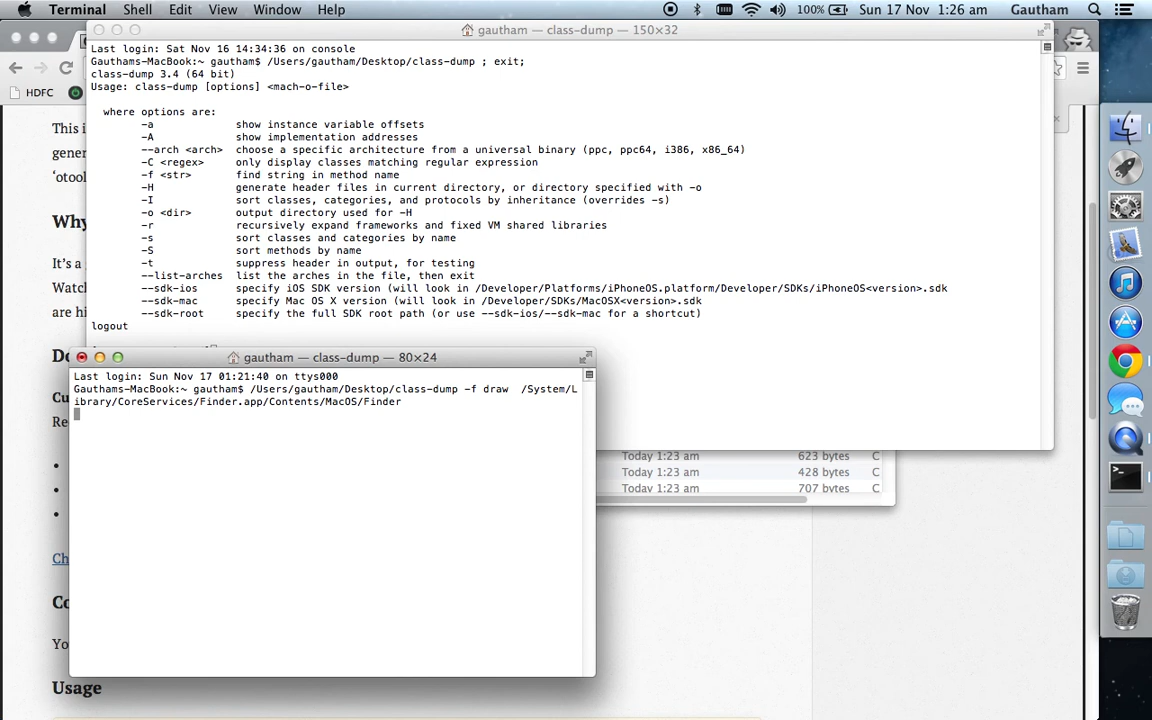 Terminal Shell Edit View Window Help 100% Sun 17 Nov 1:26 am Gautham
gautham — class-dump — 150×32
HDFC
Last login: Sat Nov 16 14:34:36 on console
Gauthams-MacBook:~ gautham$ /Users/gautham/Desktop/class-dump ; exit;
class-dump 3.4 (64 bit)
Usage: class-dump [options] <mach-o-file>
where options are:
-a show instance variable offsets
-A show implementation addresses
--arch <arch> choose a specific architecture from a universal binary (ppc, ppc64, i386, x86_64)
-C <regex> only display classes matching regular expression
-f <str> find string in method name
-H generate header files in current directory, or directory specified with -o
-I sort classes, categories, and protocols by inheritance (overrides -s)
-o <dir> output directory used for -H
-r recursively expand frameworks and fixed VM shared libraries
-s sort classes and categories by name
-S sort methods by name
-t suppress header in output, for testing
--list-arches list the arches in the file, then exit
--sdk-ios specify iOS SDK version (will look in /Developer/Platforms/iPhoneOS.platform/Developer/SDKs/iPhoneOS<version>.sdk
--sdk-mac specify Mac OS X version (will look in /Developer/SDKs/MacOSX<version>.sdk
--sdk-root specify the full SDK root path (or use --sdk-ios/--sdk-mac for a shortcut)
logout
This i
gener
'otool
Why
It's a
Watc
are hi
De
Cu
Re
Ch
Co
Yo
Usage
gautham — class-dump — 80×24
Last login: Sun Nov 17 01:21:40 on ttys000
Gauthams-MacBook:~ gautham$ /Users/gautham/Desktop/class-dump -f draw  /System/L
ibrary/CoreServices/Finder.app/Contents/MacOS/Finder
Today 1:23 am 623 bytes C
Today 1:23 am 428 bytes C
Today 1:23 am 707 bytes C